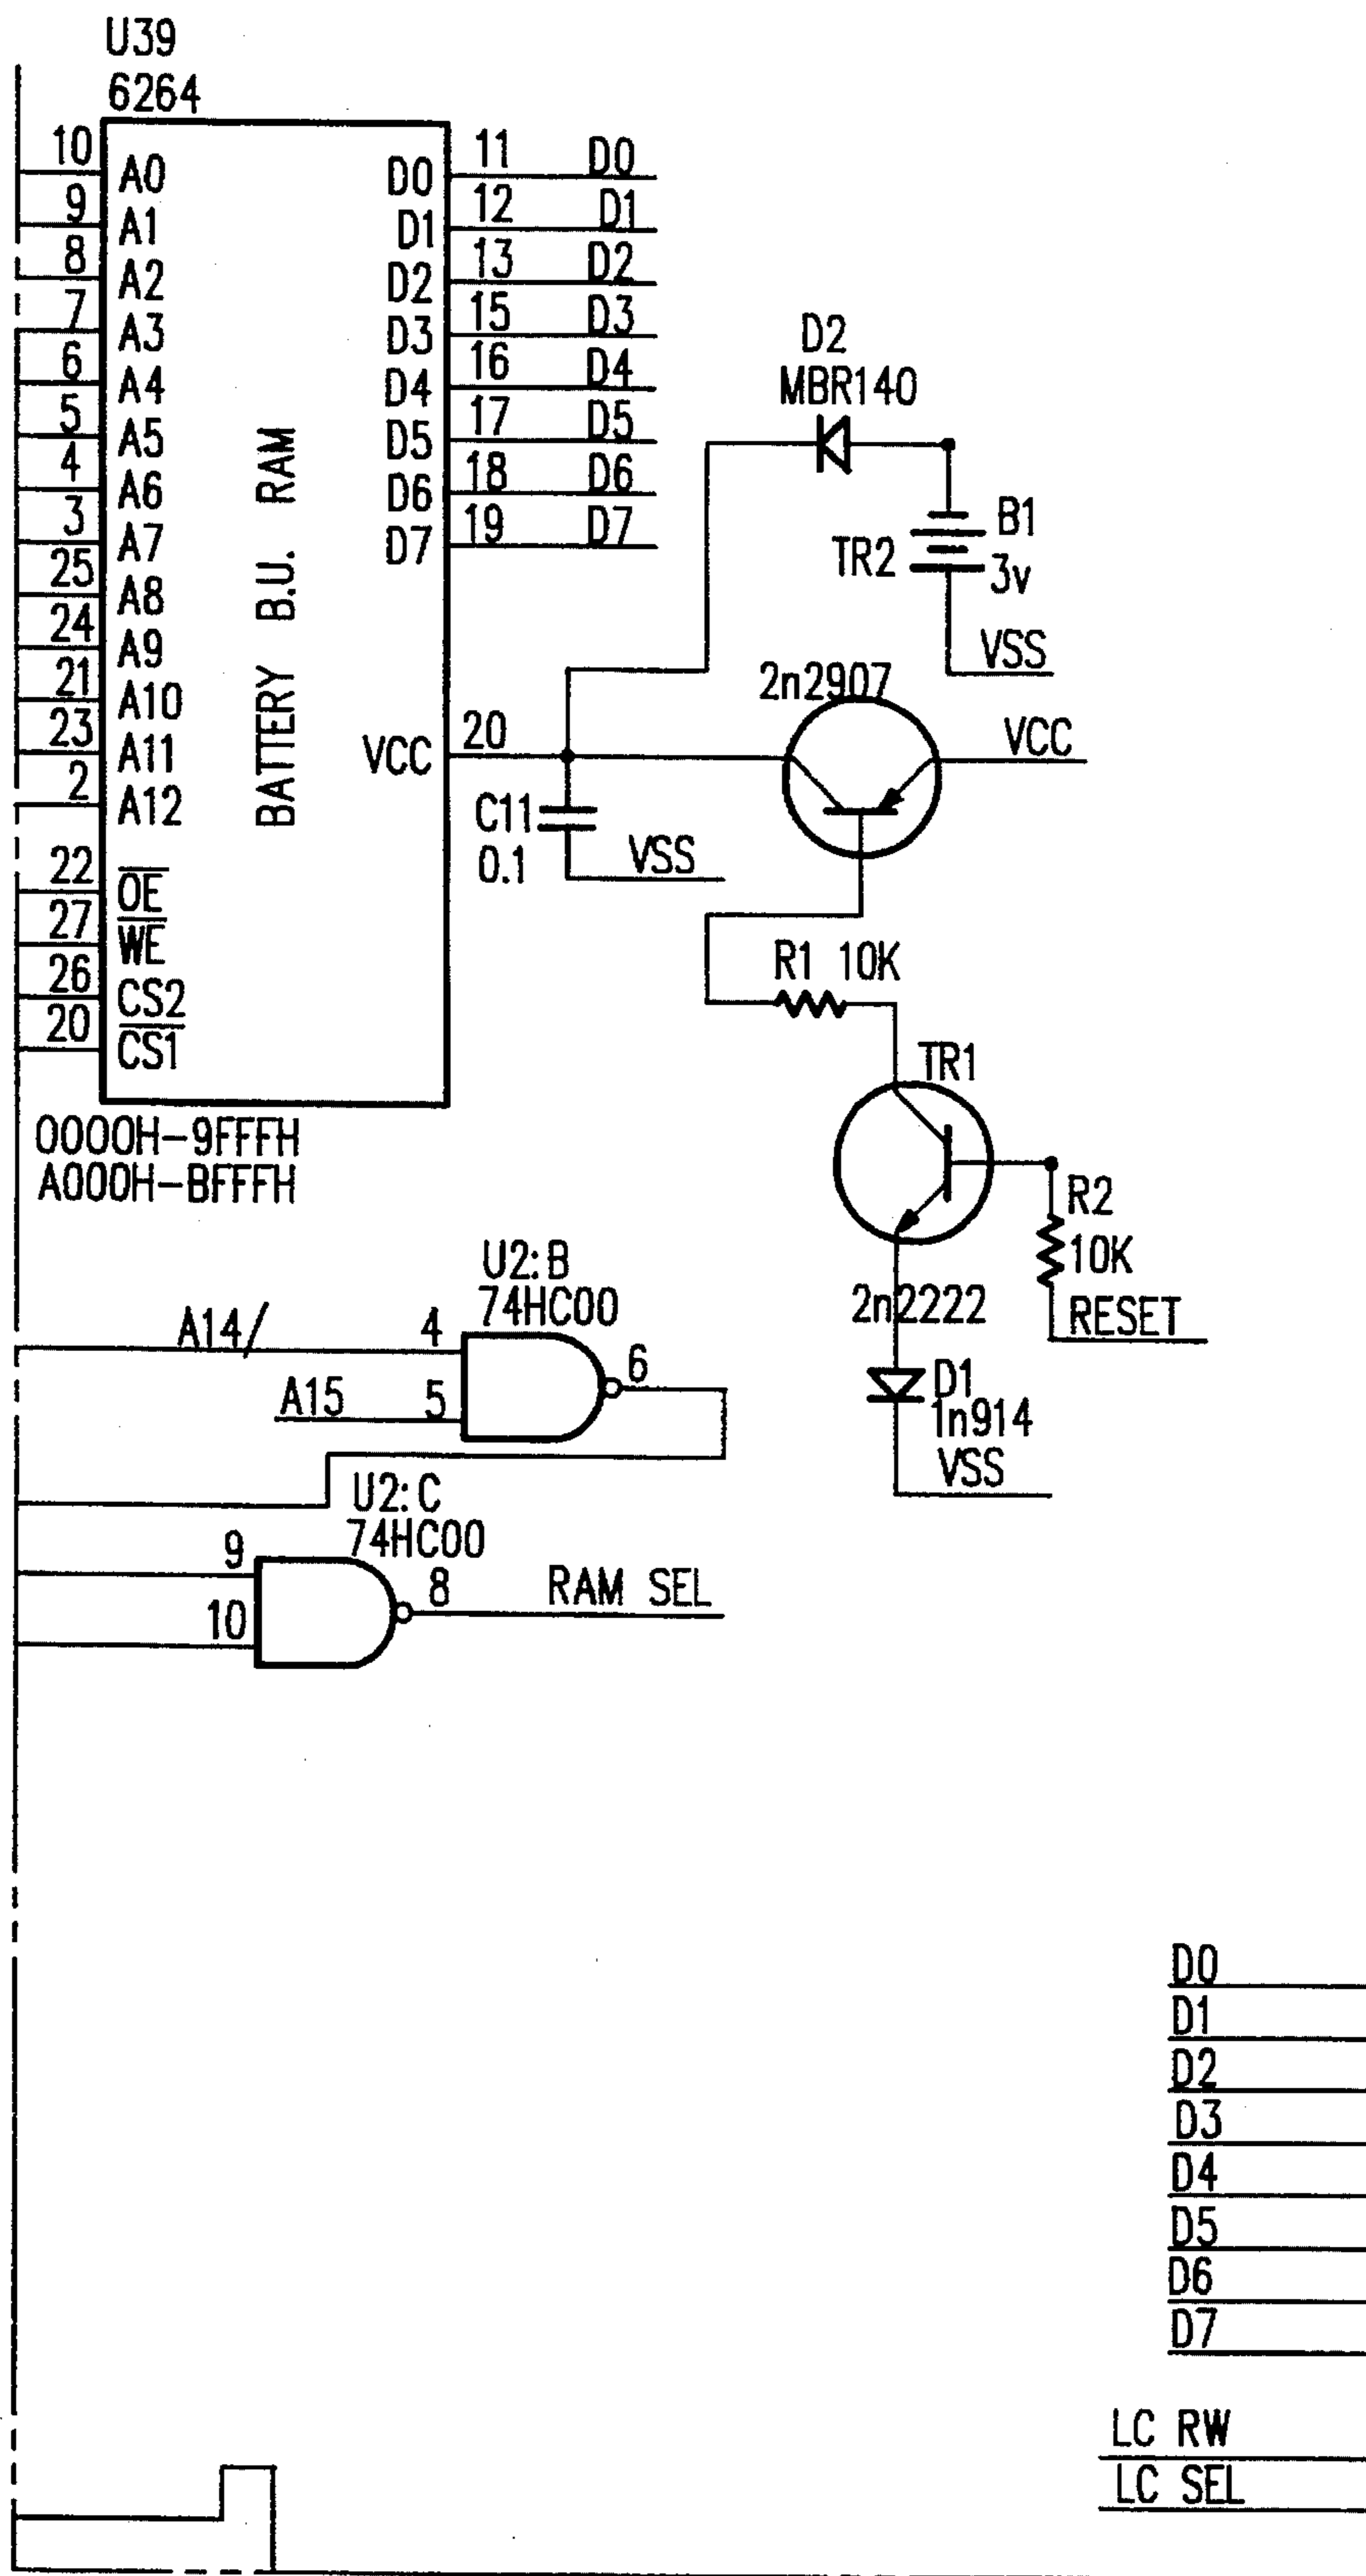 U39
6264
10 A0 D0 11 D0
9 A1 D1 12 D1
8 A2 D2 13 D2
7 A3 D3 15 D3
6 A4 D4 16 D4
5 A5 D5 17 D5
4 A6 D6 18 D6
3 A7 D7 19 D7
25 A8
24 A9
21 A10
23 A11
2 A12
VCC 20
22 OE
27 WE
26 CS2
20 CS1
BATTERY B.U. RAM
0000H-9FFFH
A000H-BFFFH
D2
MBR140
B1
TR2
3v
VSS
2n2907
VCC
C11
0.1
VSS
R1 10K
TR1
R2
10K
RESET
2n2222
D1
1n914
VSS
U2:B
74HC00
A14/ 4
A15 5
6
U2:C
74HC00
9
10
8 RAM SEL
D0
D1
D2
D3
D4
D5
D6
D7
LC RW
LC SEL